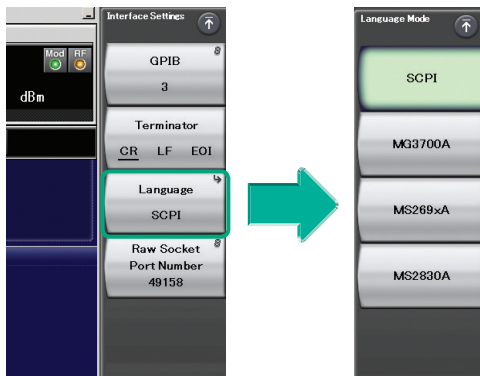 Interface Settings
Mod RF
dBm
GPIB
3
Terminator
CR LF EOI
Language
SCPI
Raw Socket
Port Number
49158
Language Mode
SCPI
MG3700A
MS269xA
MS2830A